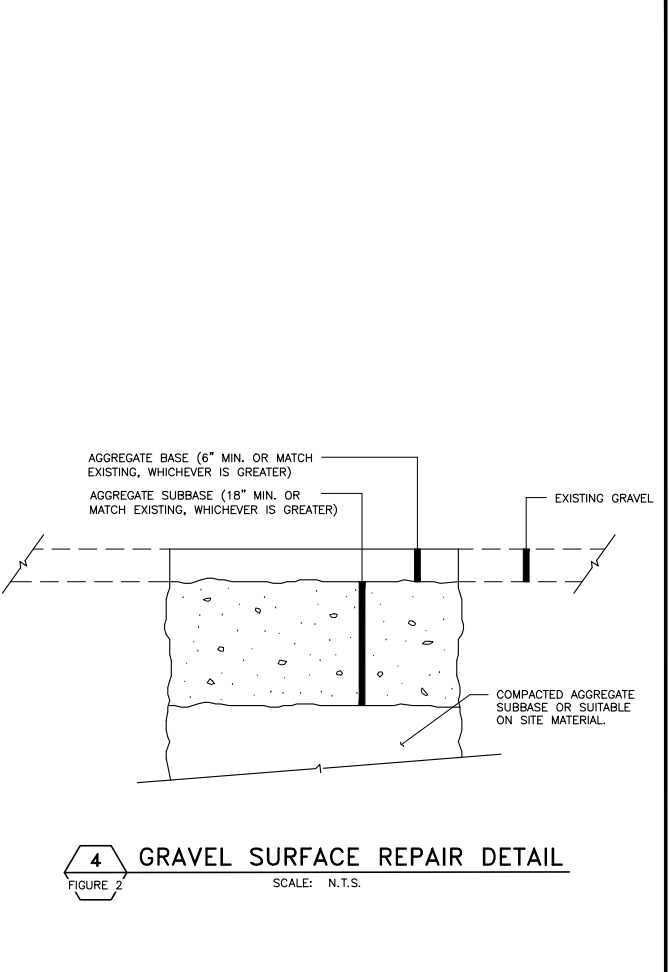 AGGREGATE BASE (6" MIN. OR MATCH
EXISTING, WHICHEVER IS GREATER)
AGGREGATE SUBBASE (18" MIN. OR
MATCH EXISTING, WHICHEVER IS GREATER)
EXISTING GRAVEL
COMPACTED AGGREGATE
SUBBASE OR SUITABLE
ON SITE MATERIAL.
4
FIGURE 2
GRAVEL SURFACE REPAIR DETAIL
SCALE: N.T.S.